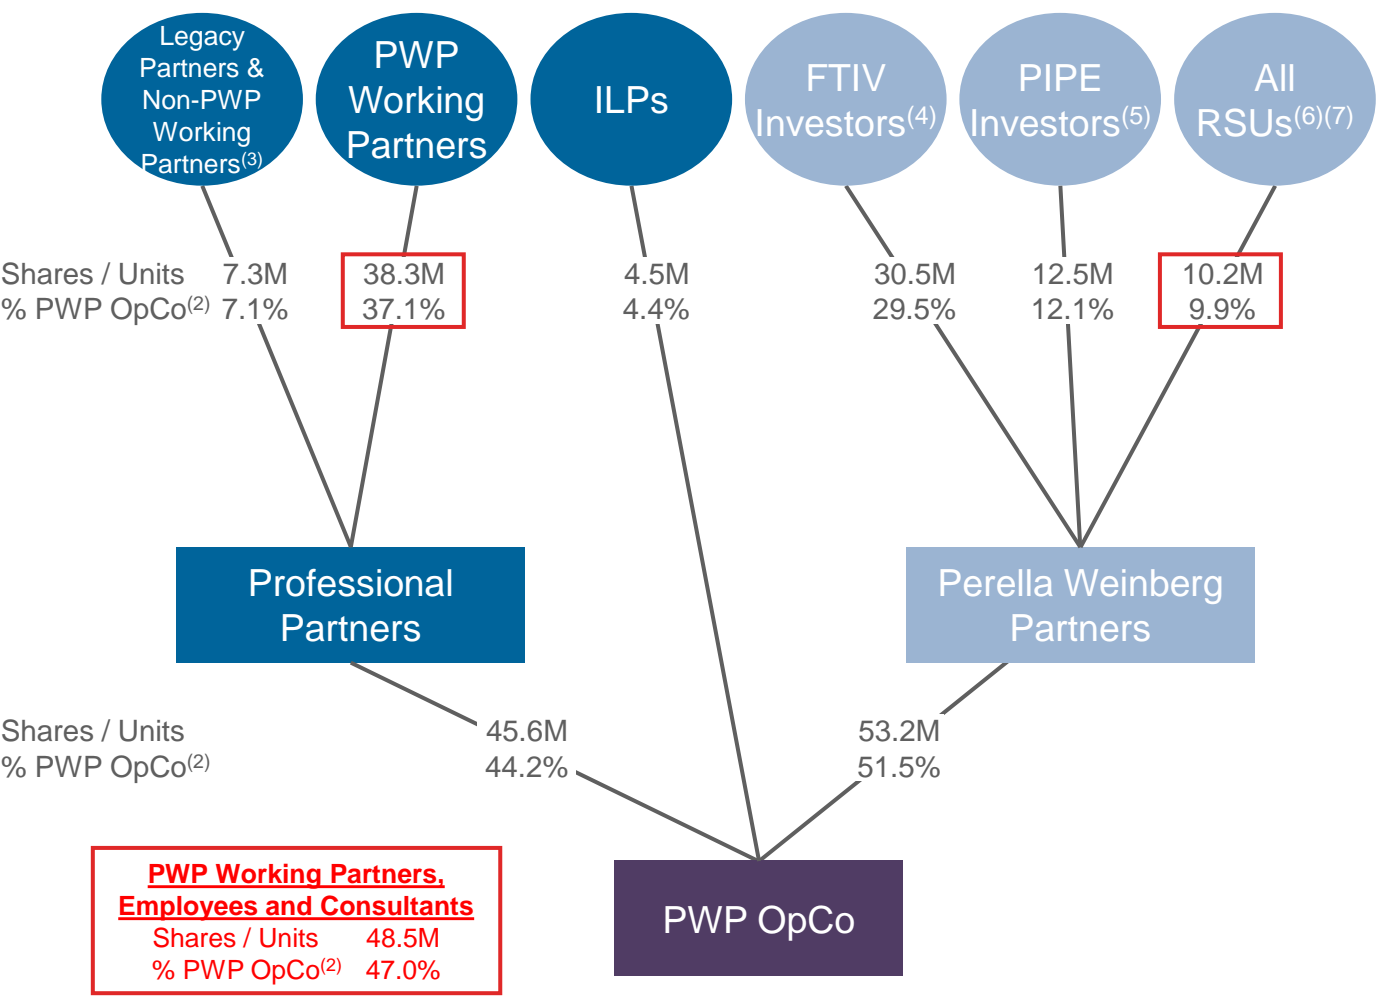 Legacy
Partners &
Non-PWP
Working
Partners(3)
PWP
Working
Partners
ILPs
FTIV
Investors(4)
PIPE
Investors(5)
All
RSUs(6)(7)
Shares / Units 7.3M 38.3M 4.5M 30.5M 12.5M 10.2M
% PWP OpCo(2) 7.1% 37.1% 4.4% 29.5% 12.1% 9.9%
Professional
Partners
Perella Weinberg
Partners
Shares / Units 45.6M 53.2M
% PWP OpCo(2) 44.2% 51.5%
PWP Working Partners,
Employees and Consultants
Shares / Units 48.5M
% PWP OpCo(2) 47.0%
PWP OpCo